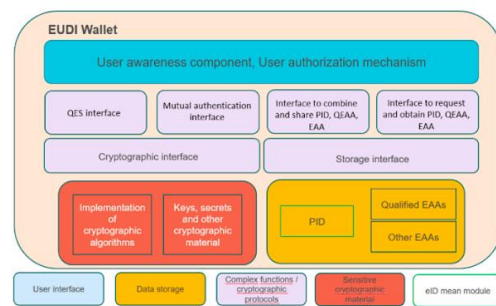 EUDI Wallet
User awareness component, User authorization mechanism
QES interface
Mutual authentication
interface
Interface to combine
and share PID, QEAA,
EAA
Interface to request
and obtain PID, QEAA,
EAA
Cryptographic interface
Storage interface
Implementation
of
cryptographic
algorithms
Keys, secrets
and other
cryptographic
material
PID
Qualified EAAs
Other EAAs
User interface
Data storage
Complex functions /
cryptographic
protocols
Sensitive
cryptographic
material
eID mean module